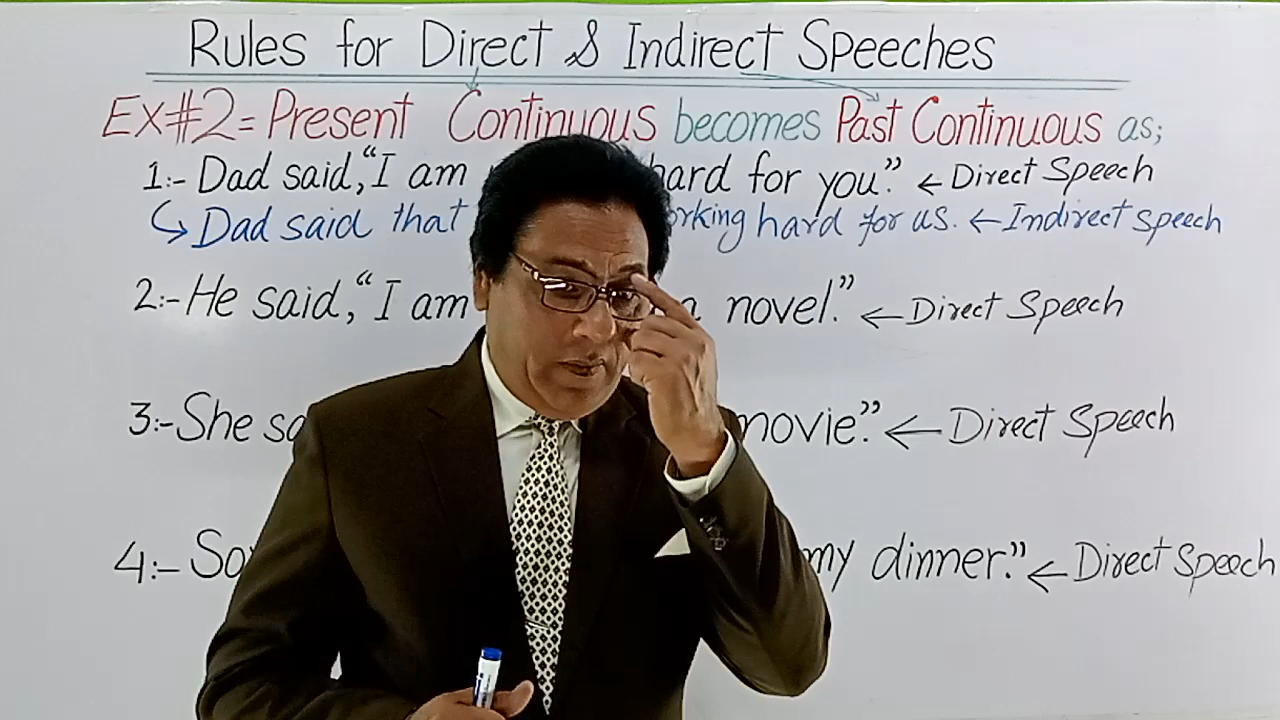 Rules for Direct & Indirect Speeches
EX#2= Present Continuous becomes Past Continuous as;
1:- Dad said, "I am hard for you." ← Direct Speech
↳ Dad said that orking hard for us. ← Indirect Speech
2:- He said, "I am novel." ← Direct Speech
3:- She movie." ← Direct Speech
4:- my dinner." ← Direct Speech